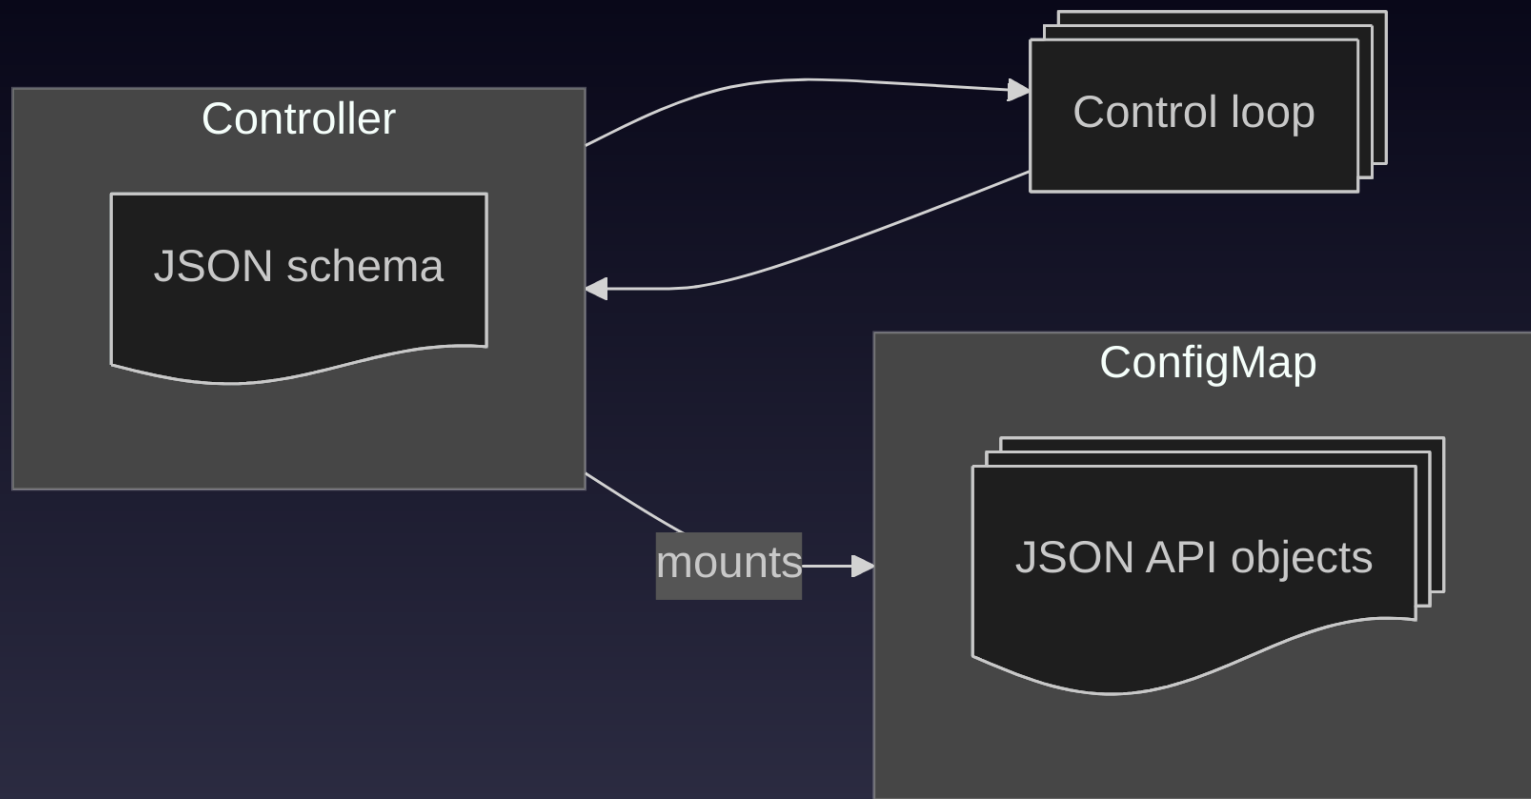 Controller
Control loop
JSON schema
ConfigMap
mounts
JSON API objects